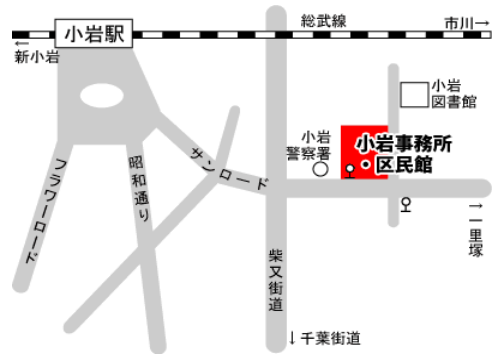 総武線
市川→
小岩駅
←
新小岩
小岩
図書館
小岩
警察署
小岩事務所
・区民館
サンロード
フラワーロード
昭和通り
柴又街道
→一里塚
↓千葉街道